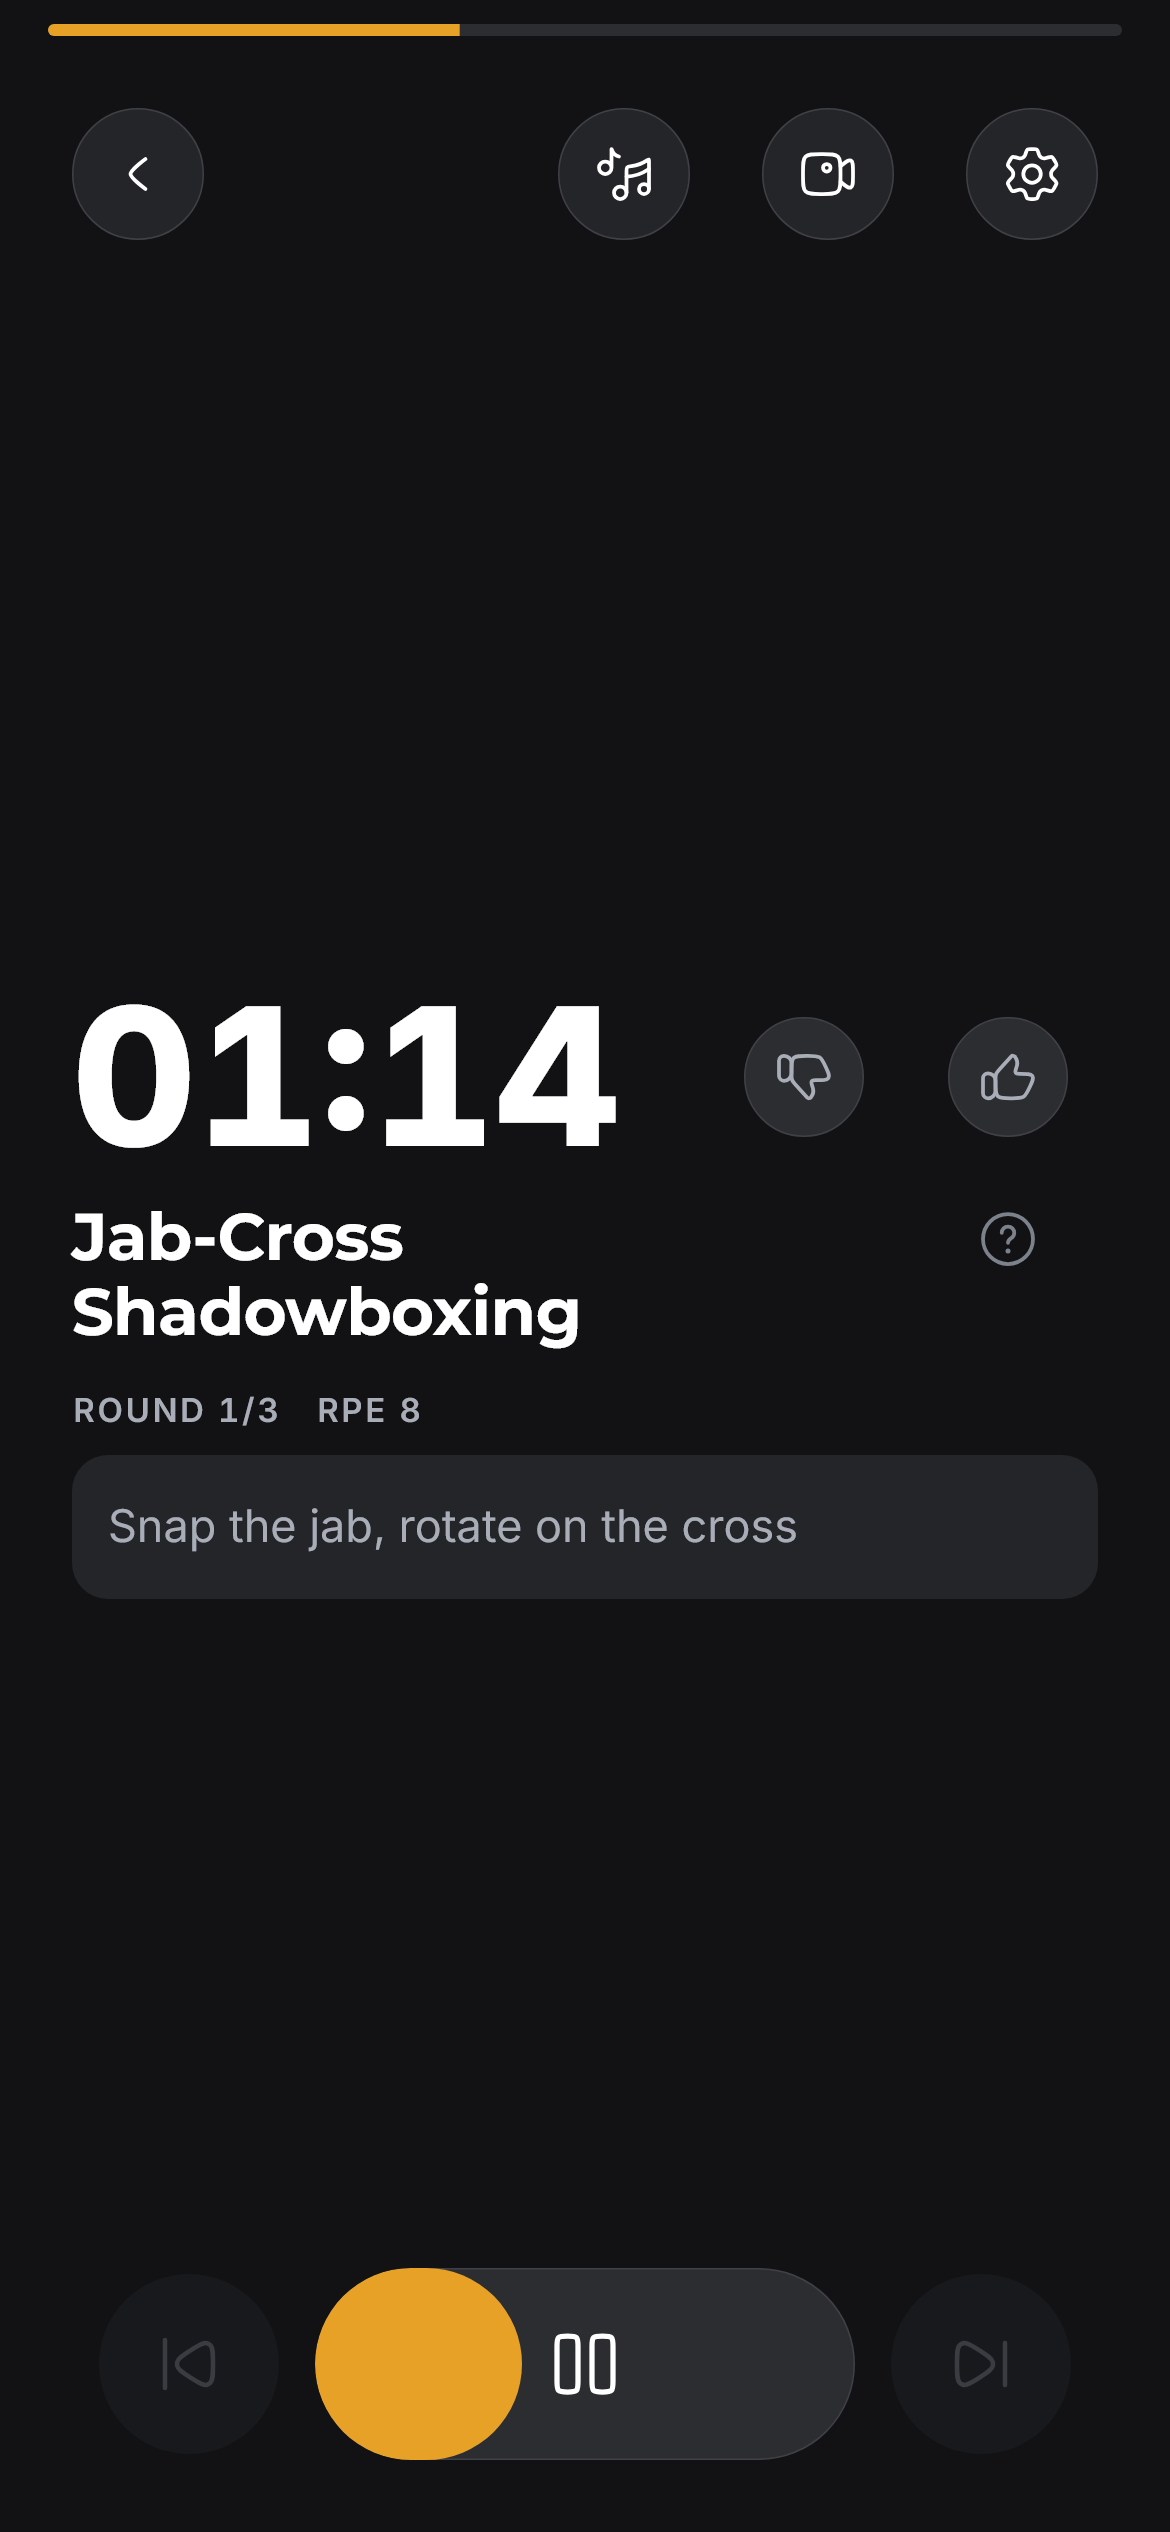 01:14
Jab-Cross
Shadowboxing
ROUND 1/3 RPE 8
Snap the jab, rotate on the cross